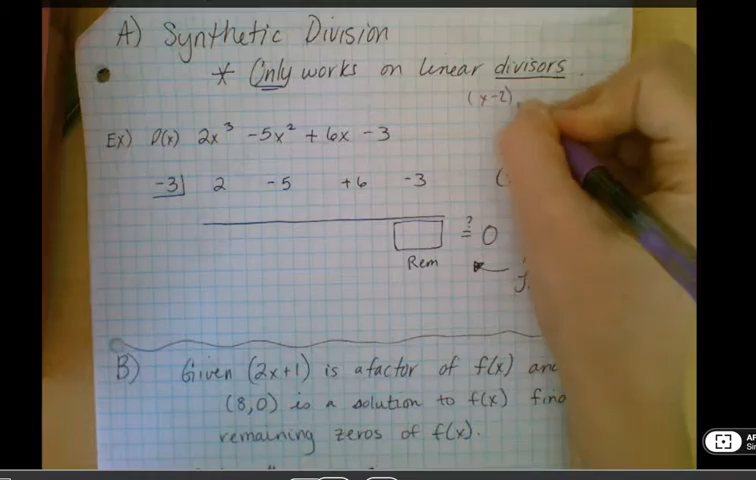 A) Synthetic Division
* Only works on linear divisors.
(x-2),
Ex) P(x) 2x³ -5x² +6x -3
-3| 2 -5 +6 -3
(
? = 0
Rem
B) Given (2x+1) is a factor of f(x) and
(8,0) is a solution to f(x) find
remaining zeros of f(x).